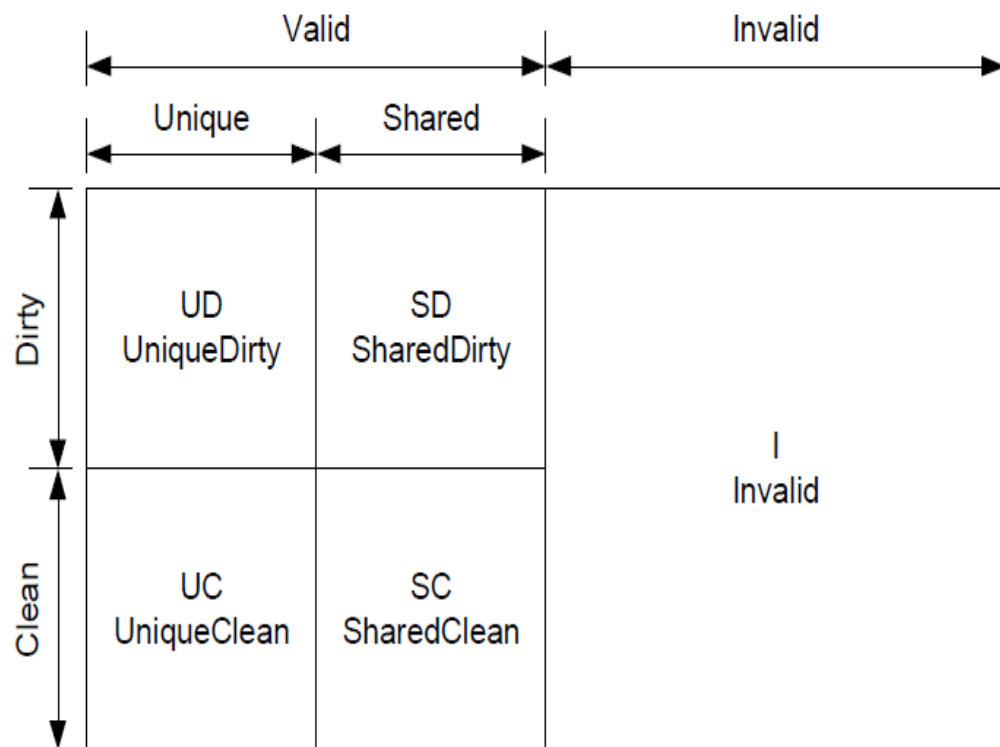 Valid
Invalid
Unique
Shared
Dirty
UD
UniqueDirty
SD
SharedDirty
I
Invalid
Clean
UC
UniqueClean
SC
SharedClean